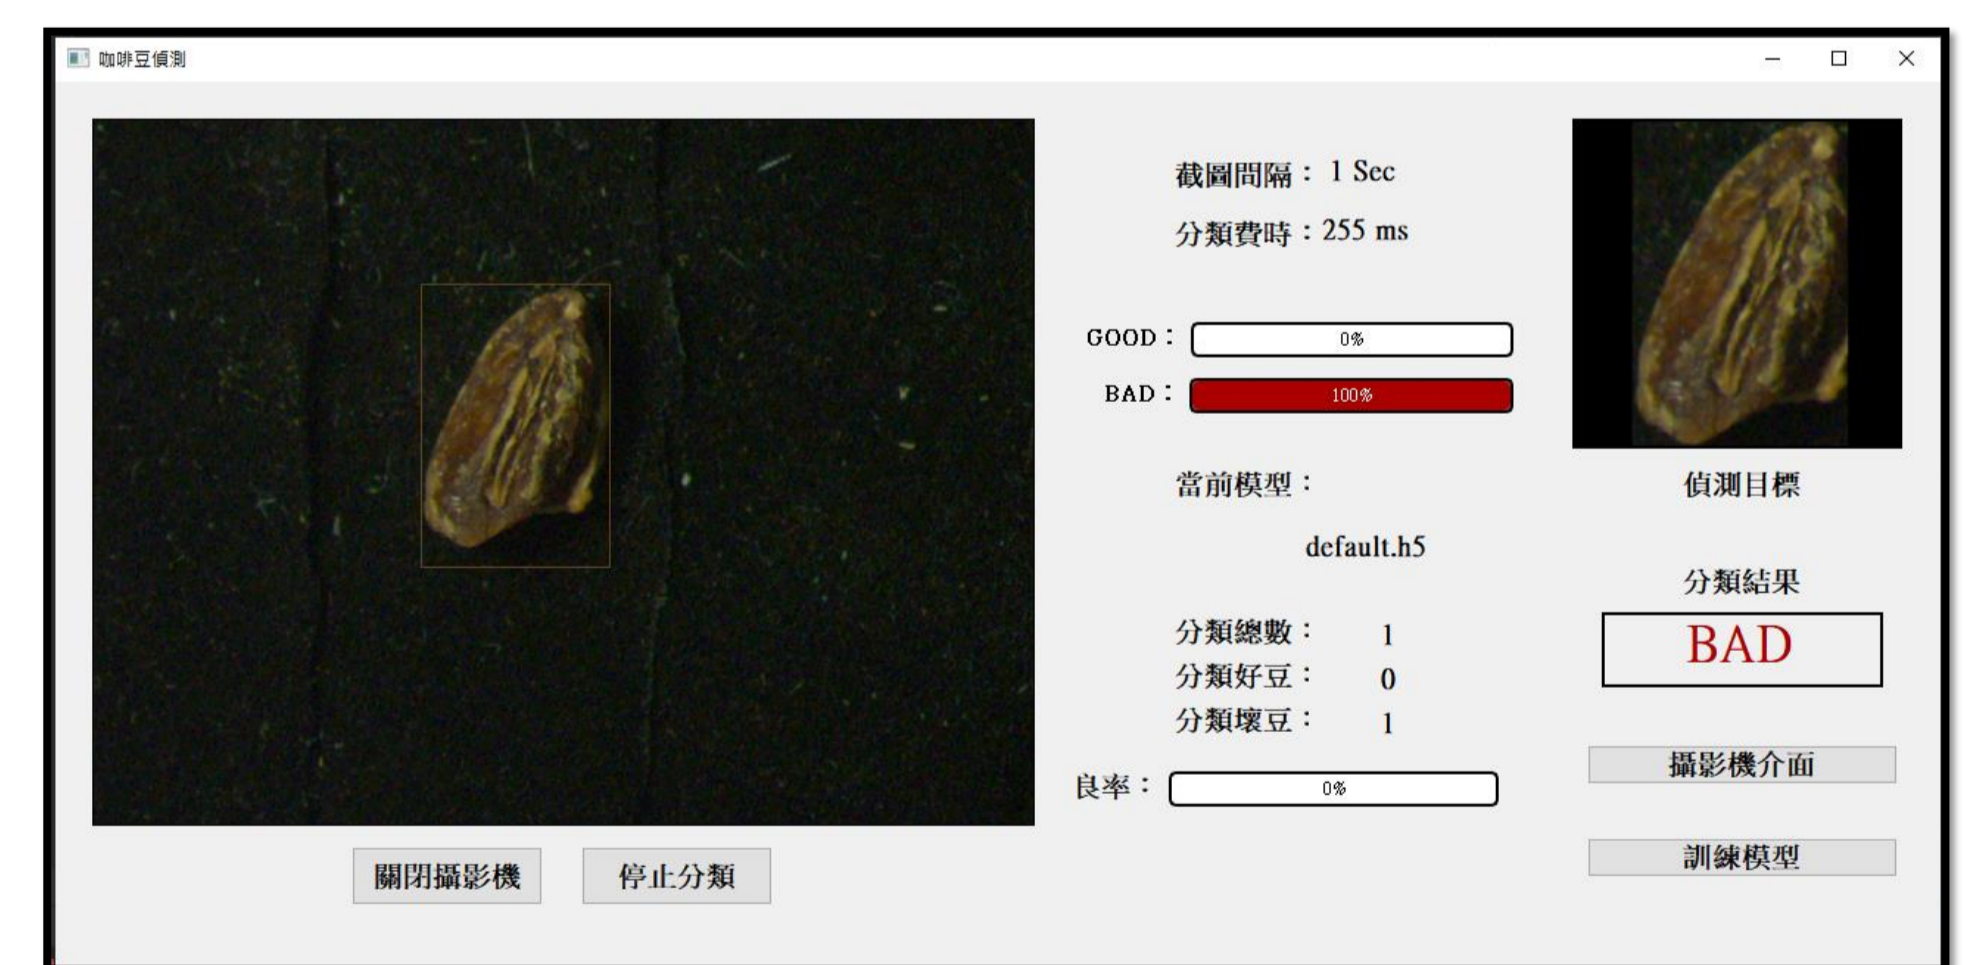 咖啡豆偵測
截圖間隔： 1 Sec
分類費時：255 ms
GOOD： 0%
BAD： 100%
當前模型：
default.h5
分類總數： 1
分類好豆： 0
分類壞豆： 1
良率： 0%
偵測目標
分類結果
BAD
攝影機介面
訓練模型
關閉攝影機
停止分類